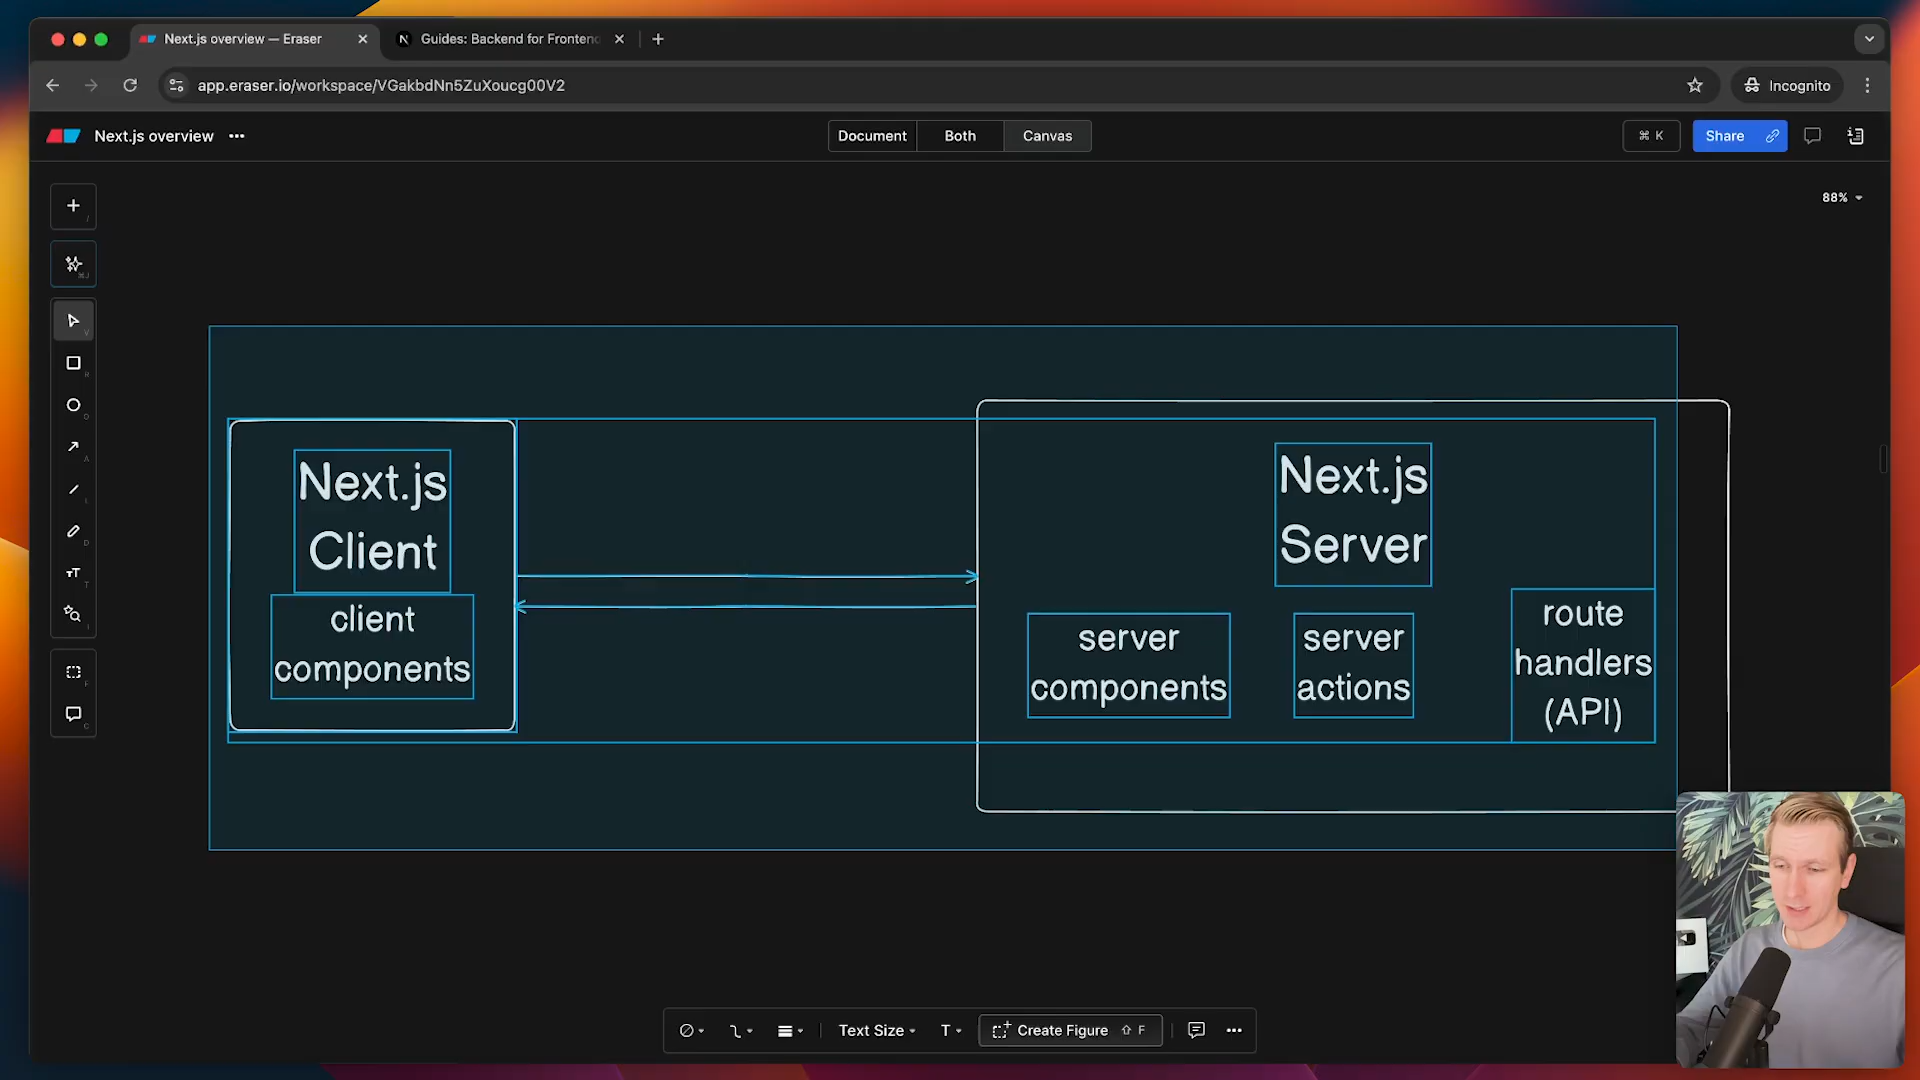 Next.js overview — Eraser
Guides: Backend for Fronten
app.eraser.io/workspace/VGakbdNn5ZuXoucg00V2
Incognito
Next.js overview
Document
Both
Canvas
⌘ K
Share
88%
Next.js
Client
client
components
Next.js
Server
server
components
server
actions
route
handlers
(API)
Text Size
T
Create Figure ⇧ F